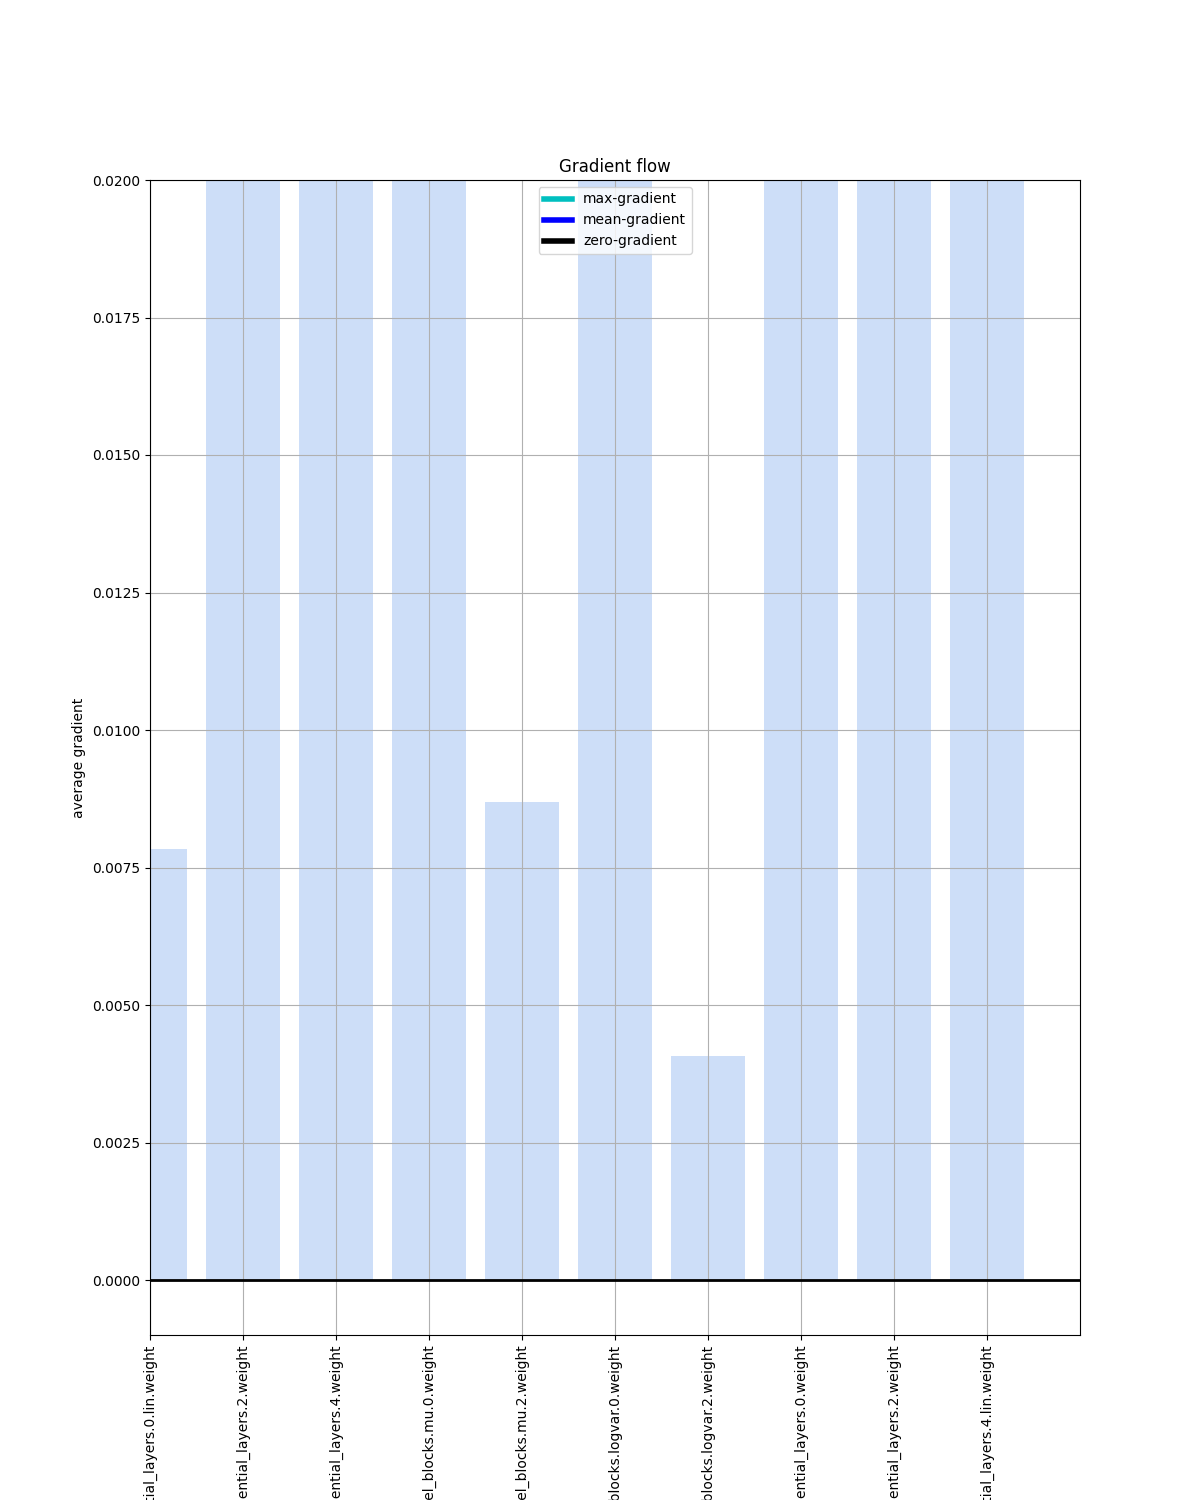 Gradient flow
max-gradient
mean-gradient
zero-gradient
0.0200
0.0175
0.0150
0.0125
0.0100
0.0075
0.0050
0.0025
0.0000
average gradient
tial_layers.0.lin.weight
ential_layers.2.weight
ential_layers.4.weight
el_blocks.mu.0.weight
el_blocks.mu.2.weight
blocks.logvar.0.weight
blocks.logvar.2.weight
ential_layers.0.weight
ential_layers.2.weight
tial_layers.4.lin.weight